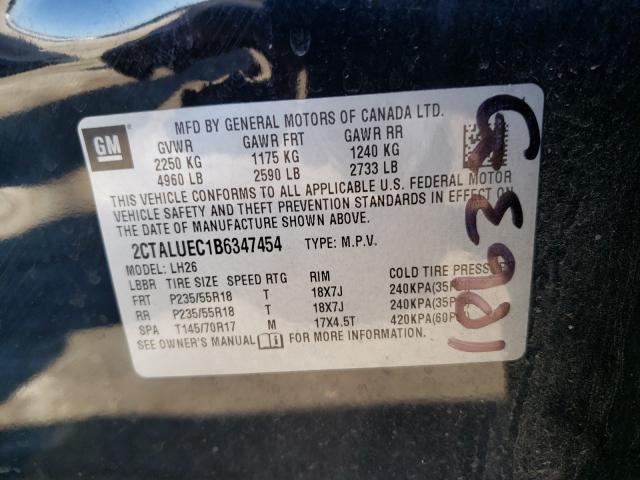 MFD BY GENERAL MOTORS OF CANADA LTD.
GM
GVWR GAWR FRT GAWR RR
2250 KG 1175 KG 1240 KG
4960 LB 2590 LB 2733 LB
THIS VEHICLE CONFORMS TO ALL APPLICABLE U.S. FEDERAL MOTOR
VEHICLE SAFETY AND THEFT PREVENTION STANDARDS IN EFFECT ON
THE DATE OF MANUFACTURE SHOWN ABOVE.
2CTALUEC1B6347454 TYPE: M.P.V.
MODEL: LH26
LBBR TIRE SIZE SPEED RTG RIM COLD TIRE PRESSURE
FRT P235/55R18 T 18X7J 240KPA(35P
RR P235/55R18 T 18X7J 240KPA(35P
SPA T145/70R17 M 17X4.5T 420KPA(60P
SEE OWNER'S MANUAL FOR MORE INFORMATION.